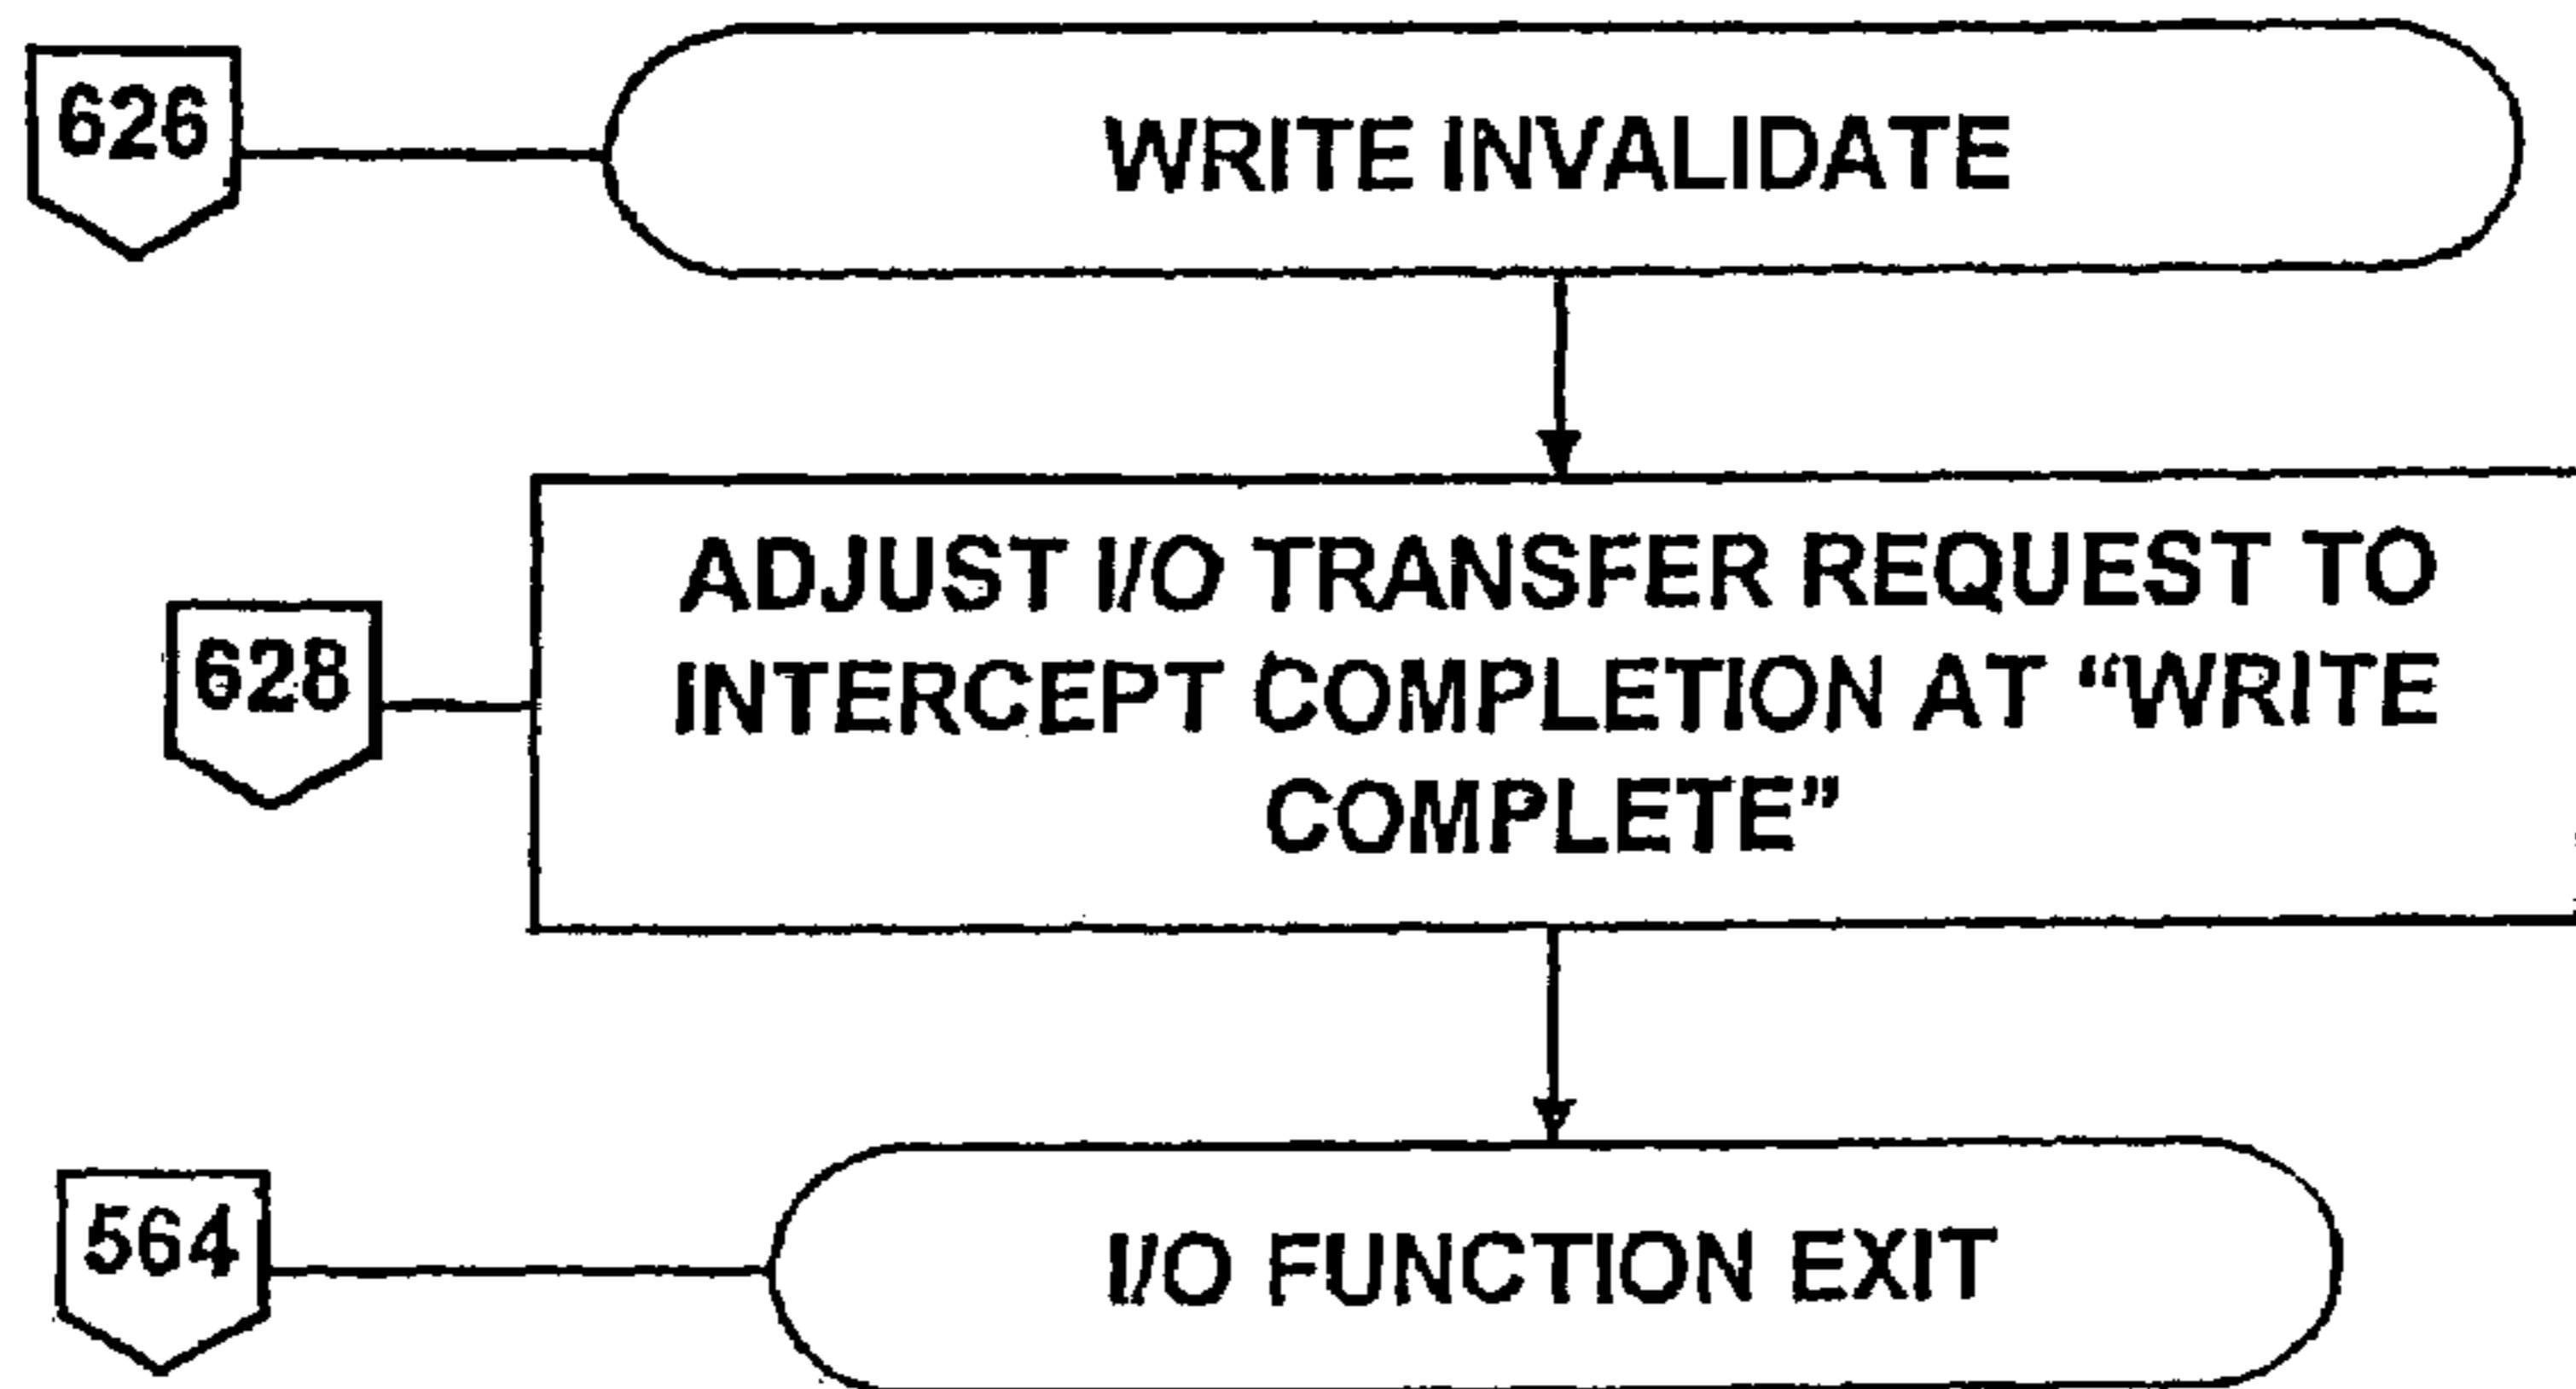 626
WRITE INVALIDATE
628
ADJUST I/O TRANSFER REQUEST TO
INTERCEPT COMPLETION AT “WRITE
COMPLETE”
564
I/O FUNCTION EXIT